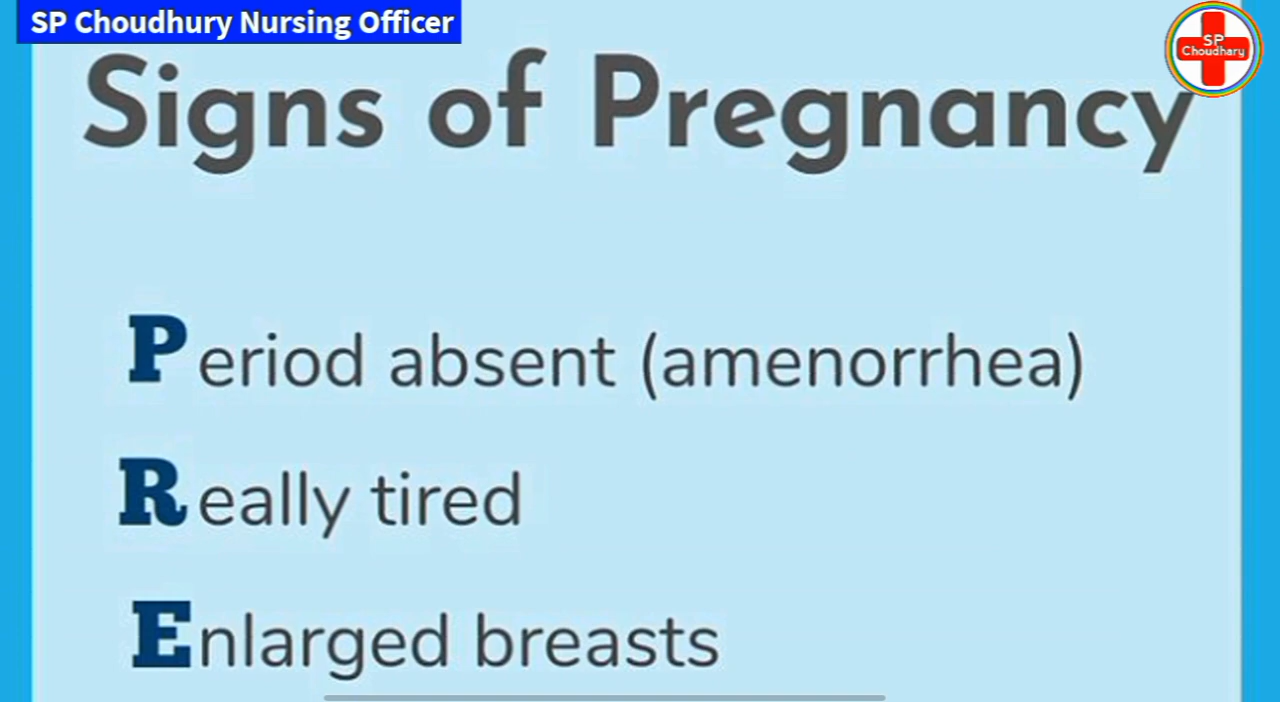 SP Choudhury Nursing Officer
SP
Choudhary
Signs of Pregnancy
Period absent (amenorrhea)
Really tired
Enlarged breasts